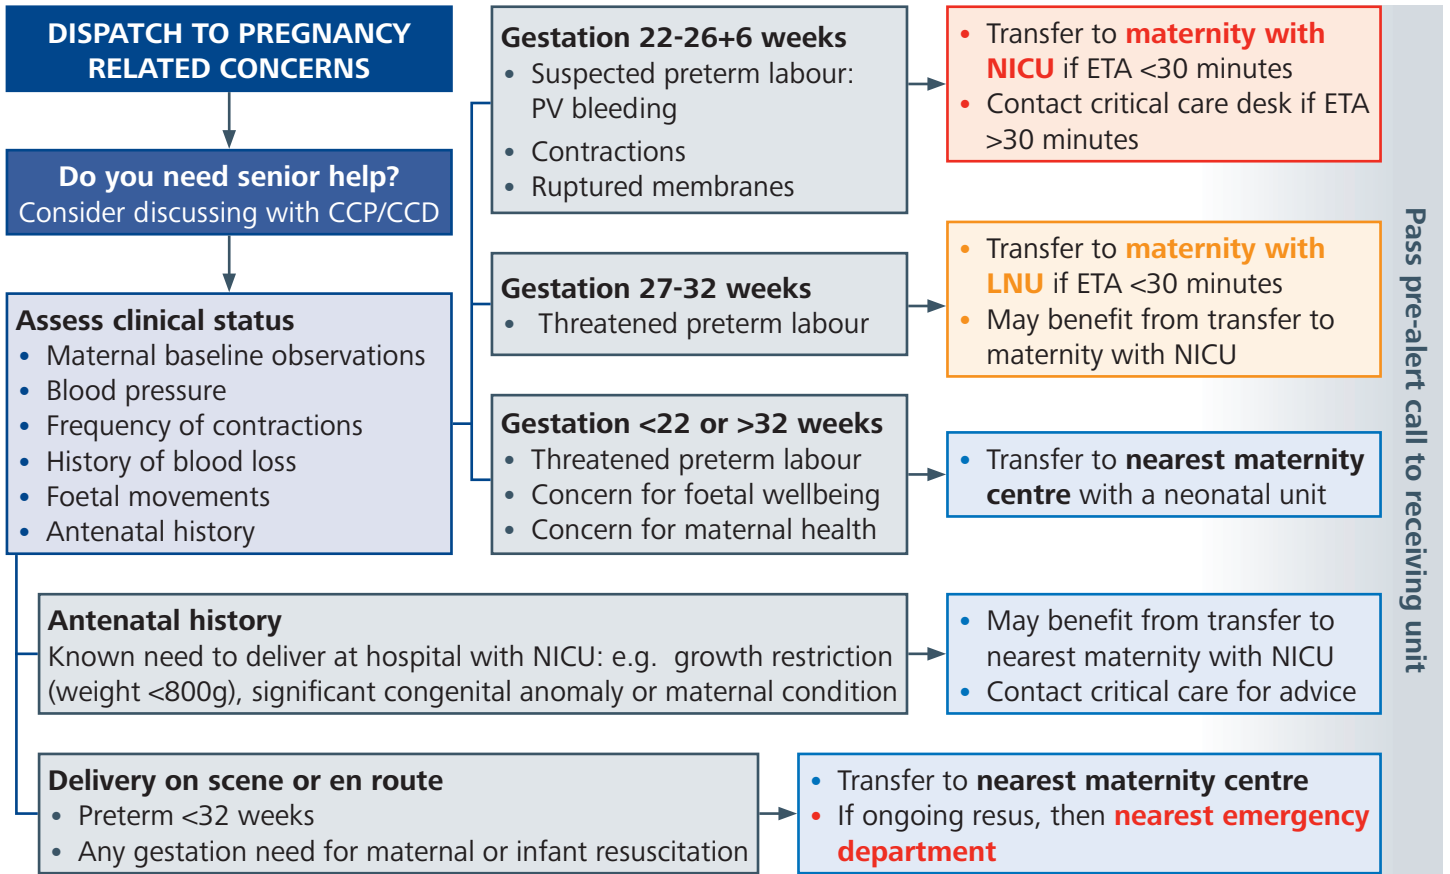 DISPATCH TO PREGNANCY
RELATED CONCERNS
Do you need senior help?
Consider discussing with CCP/CCD
Assess clinical status
• Maternal baseline observations
• Blood pressure
• Frequency of contractions
• History of blood loss
• Foetal movements
• Antenatal history
Gestation 22-26+6 weeks
• Suspected preterm labour:
PV bleeding
• Contractions
• Ruptured membranes
• Transfer to maternity with
NICU if ETA <30 minutes
• Contact critical care desk if ETA
>30 minutes
Gestation 27-32 weeks
• Threatened preterm labour
• Transfer to maternity with
LNU if ETA <30 minutes
• May benefit from transfer to
maternity with NICU
Gestation <22 or >32 weeks
• Threatened preterm labour
• Concern for foetal wellbeing
• Concern for maternal health
• Transfer to nearest maternity
centre with a neonatal unit
Antenatal history
Known need to deliver at hospital with NICU: e.g. growth restriction
(weight <800g), significant congenital anomaly or maternal condition
• May benefit from transfer to
nearest maternity with NICU
• Contact critical care for advice
Delivery on scene or en route
• Preterm <32 weeks
• Any gestation need for maternal or infant resuscitation
• Transfer to nearest maternity centre
• If ongoing resus, then nearest emergency
department
Pass pre-alert call to receiving unit